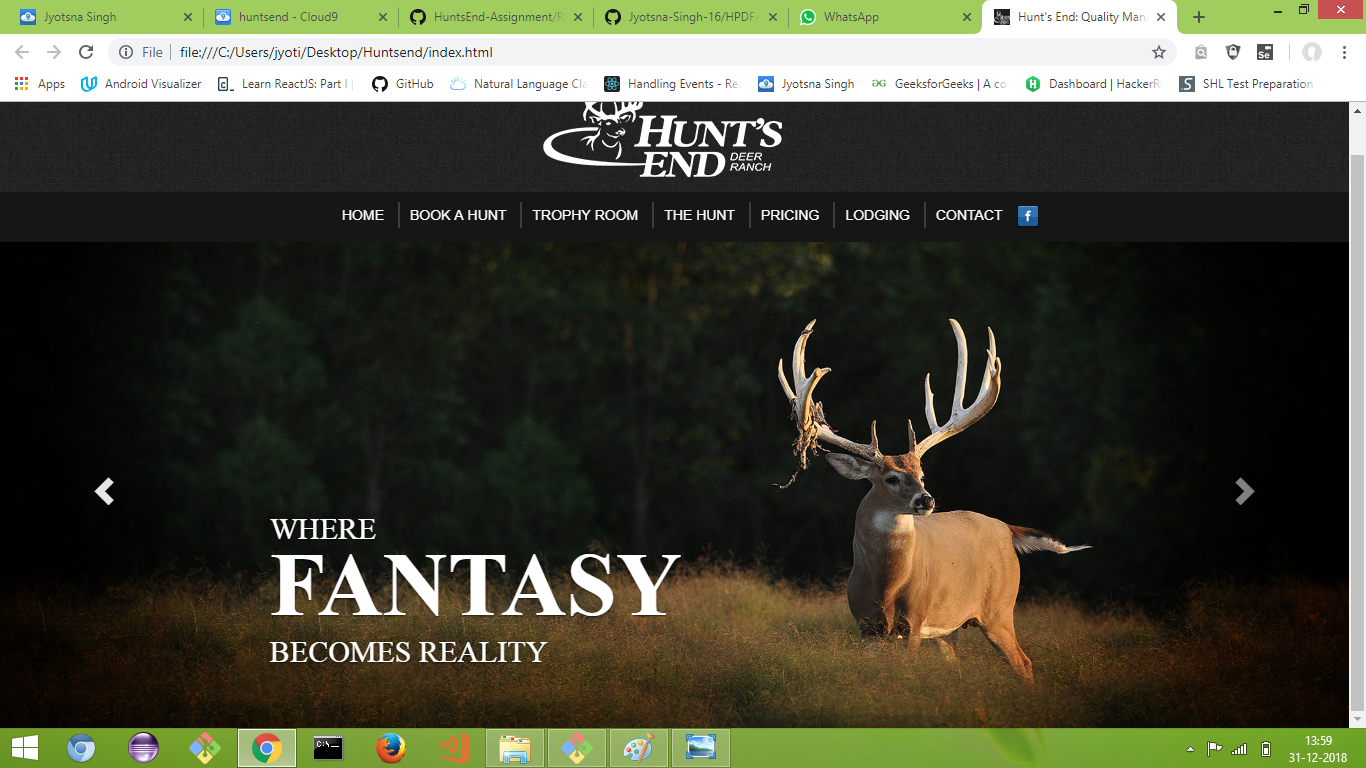 Jyotsna Singh
huntsend - Cloud9
HuntsEnd-Assignment/R
Jyotsna-Singh-16/HPDF-
WhatsApp
Hunt's End: Quality Man
File
file:///C:/Users/jyoti/Desktop/Huntsend/index.html
Se
Apps
Android Visualizer
Learn ReactJS: Part I |
GitHub
Natural Language Cla
Handling Events - Re
Jyotsna Singh
GeeksforGeeks | A co
Dashboard | HackerR
SHL Test Preparation
HUNT'S
END DEER
RANCH
HOME
BOOK A HUNT
TROPHY ROOM
THE HUNT
PRICING
LODGING
CONTACT
f
WHERE
FANTASY
BECOMES REALITY
C:\
13:59
31-12-2018